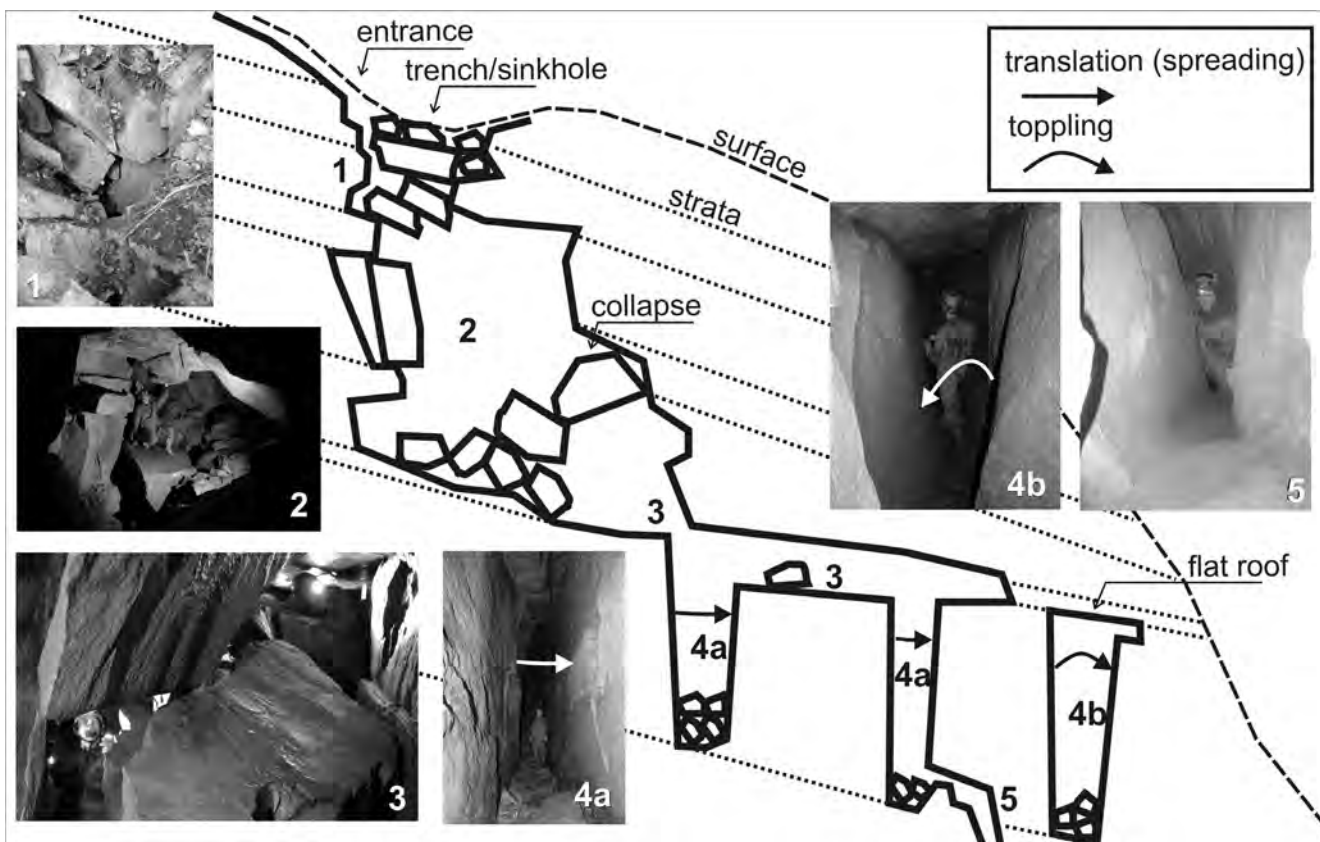 entrance
trench/sinkhole
translation (spreading)
toppling
surface
strata
1
1
2
collapse
2
3
3
4a
4a
4b
4b
5
flat roof
3
4a
5